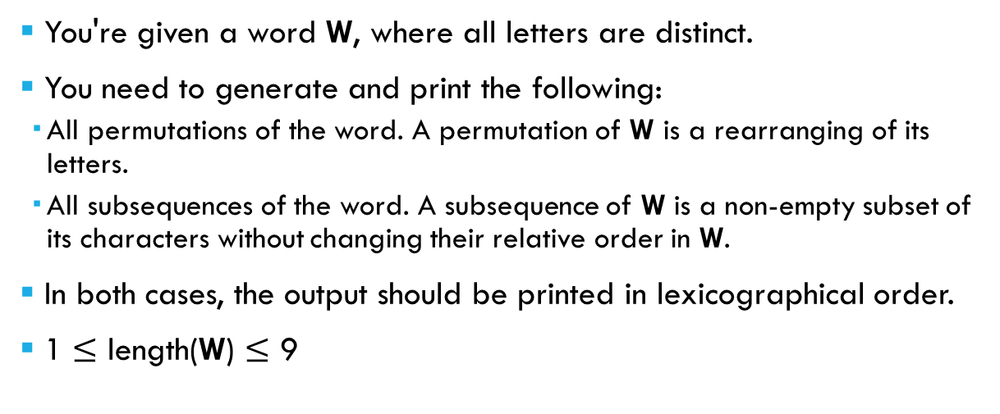 ▪ You're given a word W, where all letters are distinct.
▪ You need to generate and print the following:
▪ All permutations of the word. A permutation of W is a rearranging of its
letters.
▪ All subsequences of the word. A subsequence of W is a non-empty subset of
its characters without changing their relative order in W.
▪ In both cases, the output should be printed in lexicographical order.
▪ 1 ≤ length(W) ≤ 9